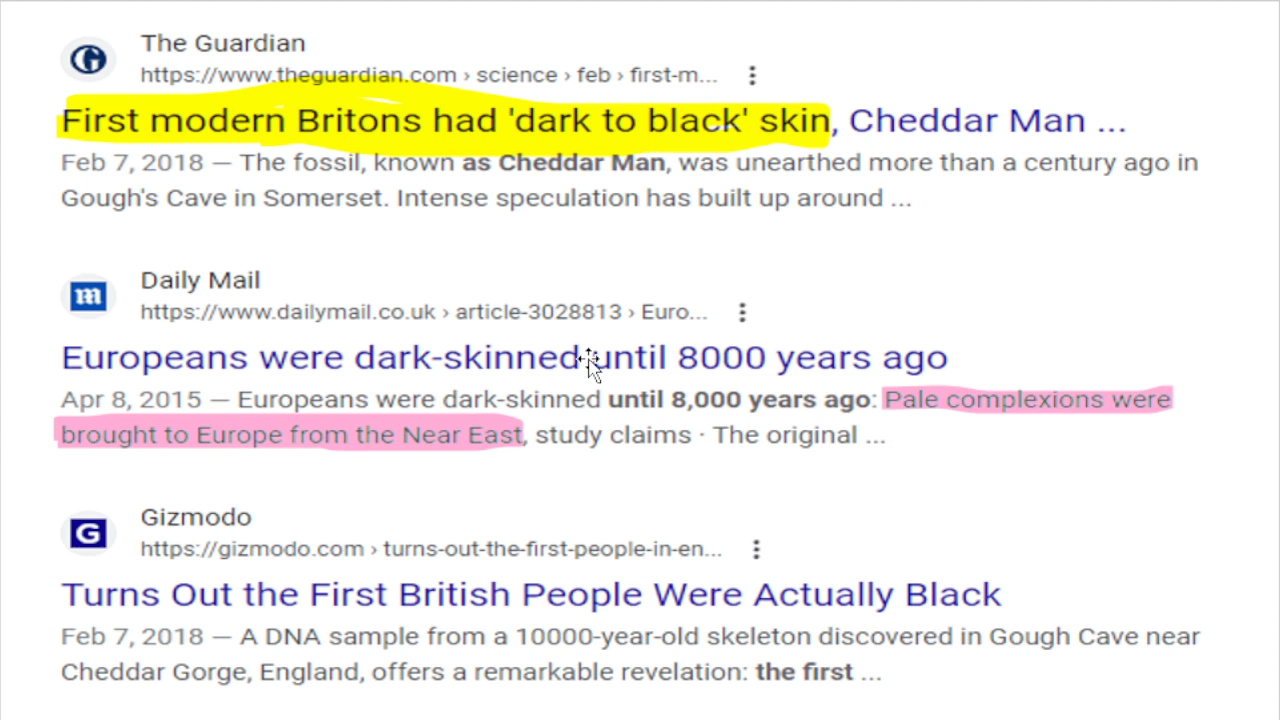 The Guardian
https://www.theguardian.com › science › feb › first-m...
First modern Britons had 'dark to black' skin, Cheddar Man ...
Feb 7, 2018 — The fossil, known as Cheddar Man, was unearthed more than a century ago in
Gough's Cave in Somerset. Intense speculation has built up around ...
Daily Mail
https://www.dailymail.co.uk › article-3028813 › Euro...
Europeans were dark-skinned until 8000 years ago
Apr 8, 2015 — Europeans were dark-skinned until 8,000 years ago: Pale complexions were
brought to Europe from the Near East, study claims · The original ...
Gizmodo
https://gizmodo.com › turns-out-the-first-people-in-en...
Turns Out the First British People Were Actually Black
Feb 7, 2018 — A DNA sample from a 10000-year-old skeleton discovered in Gough Cave near
Cheddar Gorge, England, offers a remarkable revelation: the first ...